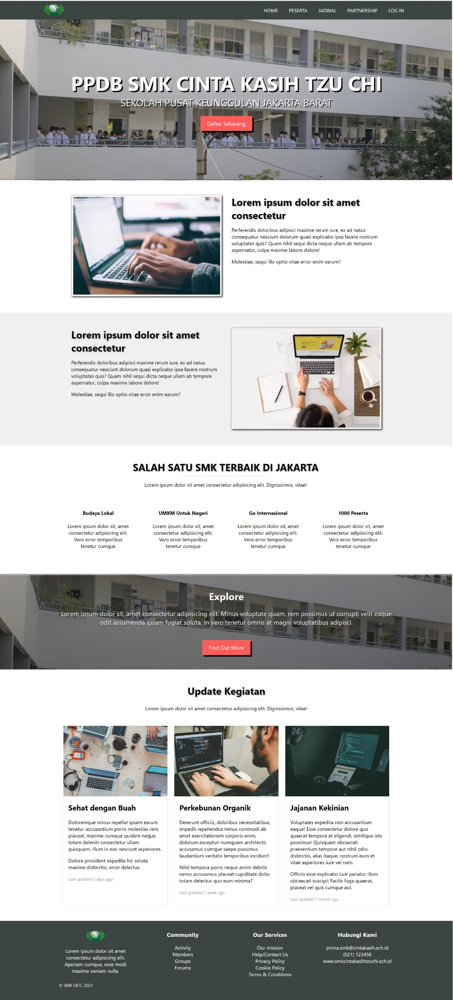 HOME PESERTA JADWAL PARTNERSHIP LOG IN
PPDB SMK CINTA KASIH TZU CHI
SEKOLAH PUSAT KEUNGGULAN JAKARTA BARAT
Daftar Sekarang
Lorem ipsum dolor sit amet
consectetur
Perferendis doloribus adipisci maxime rerum iure, ex ad natus
consequatur nesciunt dolorum quasi explicabo ipsa facere nostrum
voluptates quis? Quam nihil sequi dicta neque ullam ab tempore
aspernatur, culpa maxime labore dolore!
Molestiae, sequi illo optio vitae error enim earum?
Lorem ipsum dolor sit amet
consectetur
Perferendis doloribus adipisci maxime rerum iure, ex ad natus
consequatur nesciunt dolorum quasi explicabo ipsa facere nostrum
voluptates quis? Quam nihil sequi dicta neque ullam ab tempore
aspernatur, culpa maxime labore dolore!
Molestiae, sequi illo optio vitae error enim earum?
SALAH SATU SMK TERBAIK DI JAKARTA
Lorem ipsum dolor sit amet consectetur adipisicing elit. Dignissimos, vitae!
Budaya Lokal
Lorem ipsum dolor sit, amet
consectetur adipisicing elit.
Vero error temporibus
tenetur cumque
UMKM Untuk Negeri
Lorem ipsum dolor sit, amet
consectetur adipisicing elit.
Vero error temporibus
tenetur cumque
Go Internasional
Lorem ipsum dolor sit, amet
consectetur adipisicing elit.
Vero error temporibus
tenetur cumque
1000 Peserta
Lorem ipsum dolor sit, amet
consectetur adipisicing elit.
Vero error temporibus
tenetur cumque
Explore
Lorem ipsum dolor sit, amet consectetur adipisicing elit. Minus voluptate quam, rem possimus ut corrupti velit eaque
odit assumenda ipsam fugiat soluta, in vero tenetur omnis at magni voluptatibus adipisci.
Find Out More
Update Kegiatan
Lorem ipsum dolor sit amet consectetur adipisicing elit. Dignissimos, vitae!
Sehat dengan Buah
Doloremque minus repellat ipsam earum
tenetur accusantium porro molestias rem,
placeat, maxime cumque quidem neque
totam deleniti consectetur ullam
quisquam, illum in eos nesciunt asperiores.
Dolore provident expedita hic soluta
maxime distinctio, error delectus.
Last updated 3 days ago
Perkebunan Organik
Deserunt officiis, doloribus necessitatibus,
impedit repellendus minus commodi ab
amet exercitationem corporis enim,
dolorum excepturi numquam architecto
accusamus cumque saepe possimus
laudantium veritatis temporibus incidunt!
Nihil tempora porro neque animi debitis
nemo accusamus placeat cupiditate dolor
totam delectus quo eum minima?
Last updated 2 week ago
Jajanan Kekinian
Voluptates expedita non accusantium
eaque! Esse consectetur dolore quo
quaerat tempora at eligendi, similique iste
possimus! Quisquam obcaecati
praesentium tempore aut nihil odio
distinctio, alias itaque, nostrum eum et
vitae asperiores iure vel nam.
Officiis esse explicabo iure pariatur illum
obcaecati suscipit Facilis fuga quaerat,
placeat vel quis cumque aut.
Last updated 1 month ago
Lorem ipsum dolor sit amet
consectetur adipisicing elit.
Aperiam cumque, esse modi
maxime veniam nulla.
Community
Activity
Members
Groups
Forums
Our Services
Our mission
Help/Contact Us
Privacy Policy
Cookie Policy
Terms & Conditions
Hubungi Kami
prima.smk@cintakasih.sch.id
(021) 123456
www.smkcintakasihtzuchi.sch.id
© SMK CKTC 2023